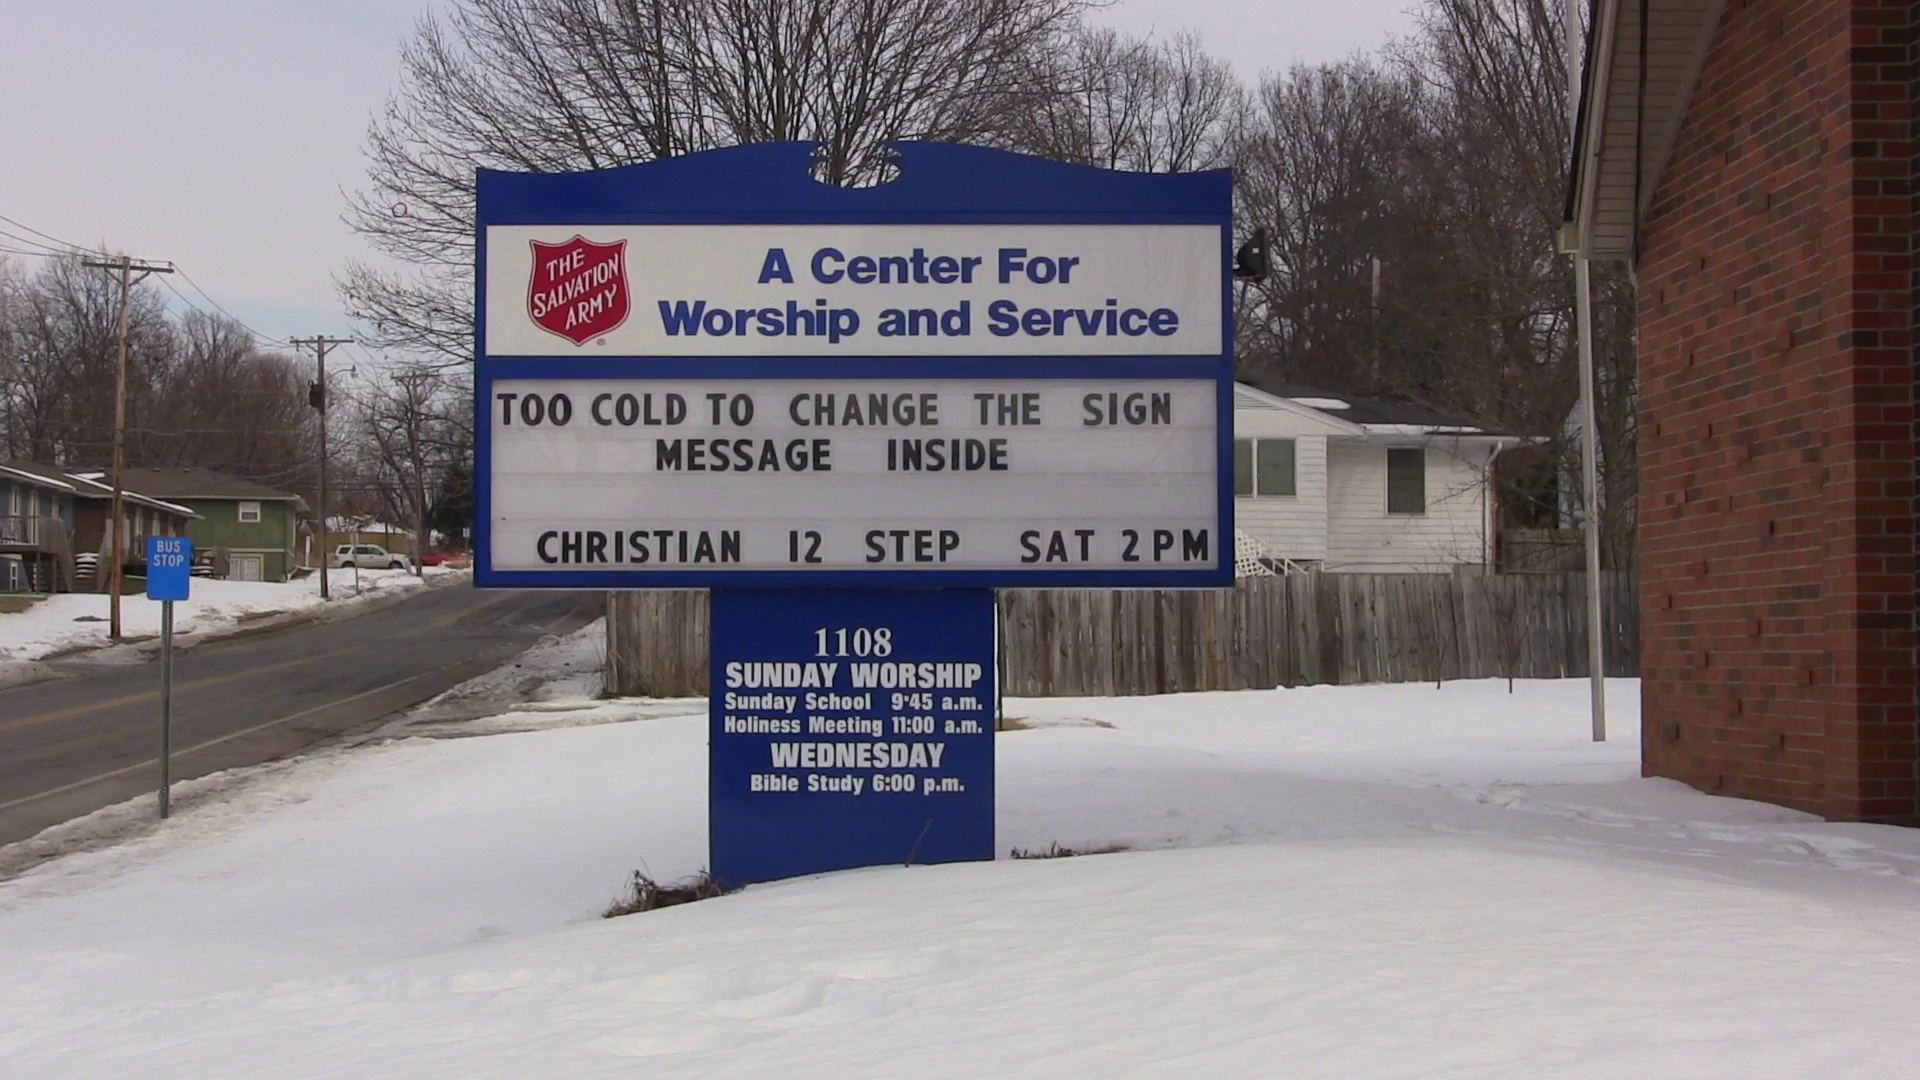 THE
SALVATION
ARMY
A Center For
Worship and Service
TOO COLD TO CHANGE THE SIGN
MESSAGE INSIDE
CHRISTIAN 12 STEP SAT 2 PM
1108
SUNDAY WORSHIP
Sunday School 9:45 a.m.
Holiness Meeting 11:00 a.m.
WEDNESDAY
Bible Study 6:00 p.m.
BUS
STOP